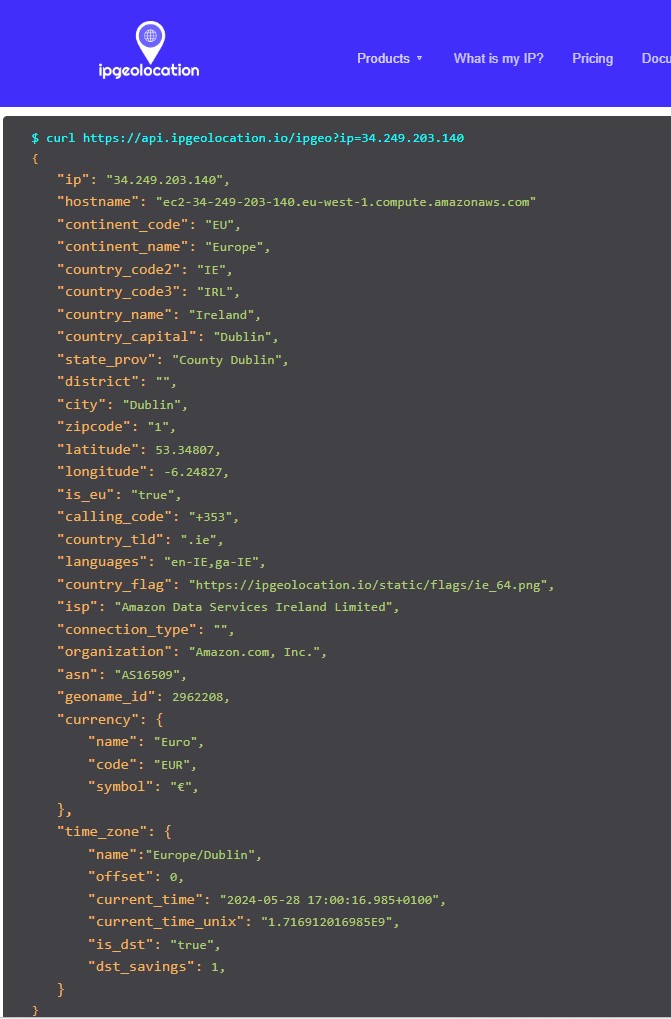 ipgeolocation
Products ▼ What is my IP? Pricing Docu
$ curl https://api.ipgeolocation.io/ipgeo?ip=34.249.203.140
{
"ip": "34.249.203.140",
"hostname": "ec2-34-249-203-140.eu-west-1.compute.amazonaws.com"
"continent_code": "EU",
"continent_name": "Europe",
"country_code2": "IE",
"country_code3": "IRL",
"country_name": "Ireland",
"country_capital": "Dublin",
"state_prov": "County Dublin",
"district": "",
"city": "Dublin",
"zipcode": "1",
"latitude": 53.34807,
"longitude": -6.24827,
"is_eu": "true",
"calling_code": "+353",
"country_tld": ".ie",
"languages": "en-IE,ga-IE",
"country_flag": "https://ipgeolocation.io/static/flags/ie_64.png",
"isp": "Amazon Data Services Ireland Limited",
"connection_type": "",
"organization": "Amazon.com, Inc.",
"asn": "AS16509",
"geoname_id": 2962208,
"currency": {
"name": "Euro",
"code": "EUR",
"symbol": "€",
},
"time_zone": {
"name":"Europe/Dublin",
"offset": 0,
"current_time": "2024-05-28 17:00:16.985+0100",
"current_time_unix": "1.716912016985E9",
"is_dst": "true",
"dst_savings": 1,
}
}